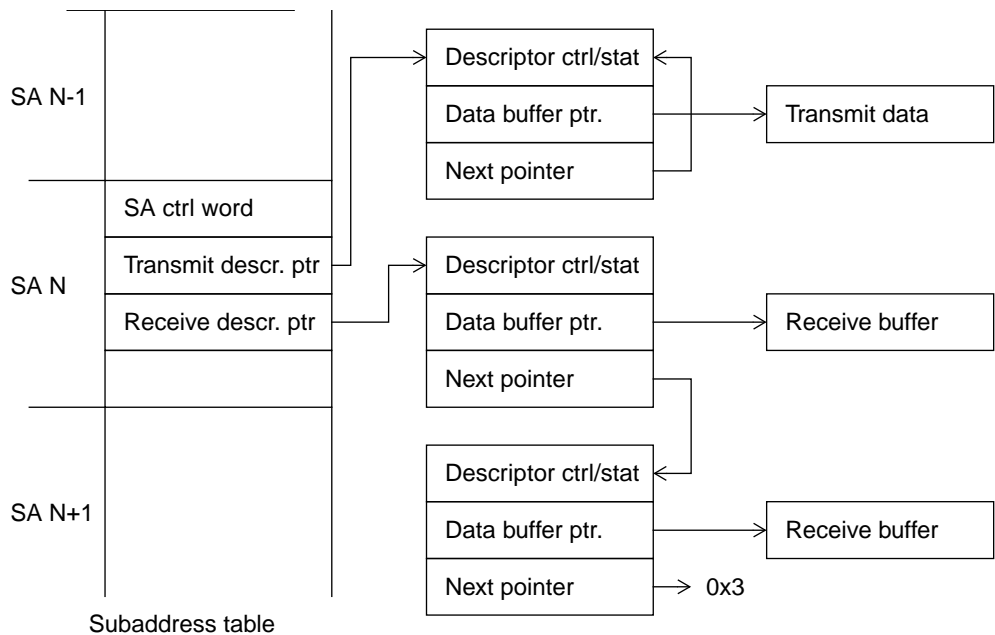 SA N-1
SA N
SA N+1
SA ctrl word
Transmit descr. ptr
Receive descr. ptr
Subaddress table
Descriptor ctrl/stat
Data buffer ptr.
Next pointer
Transmit data
Descriptor ctrl/stat
Data buffer ptr.
Next pointer
Receive buffer
Descriptor ctrl/stat
Data buffer ptr.
Next pointer
Receive buffer
0x3